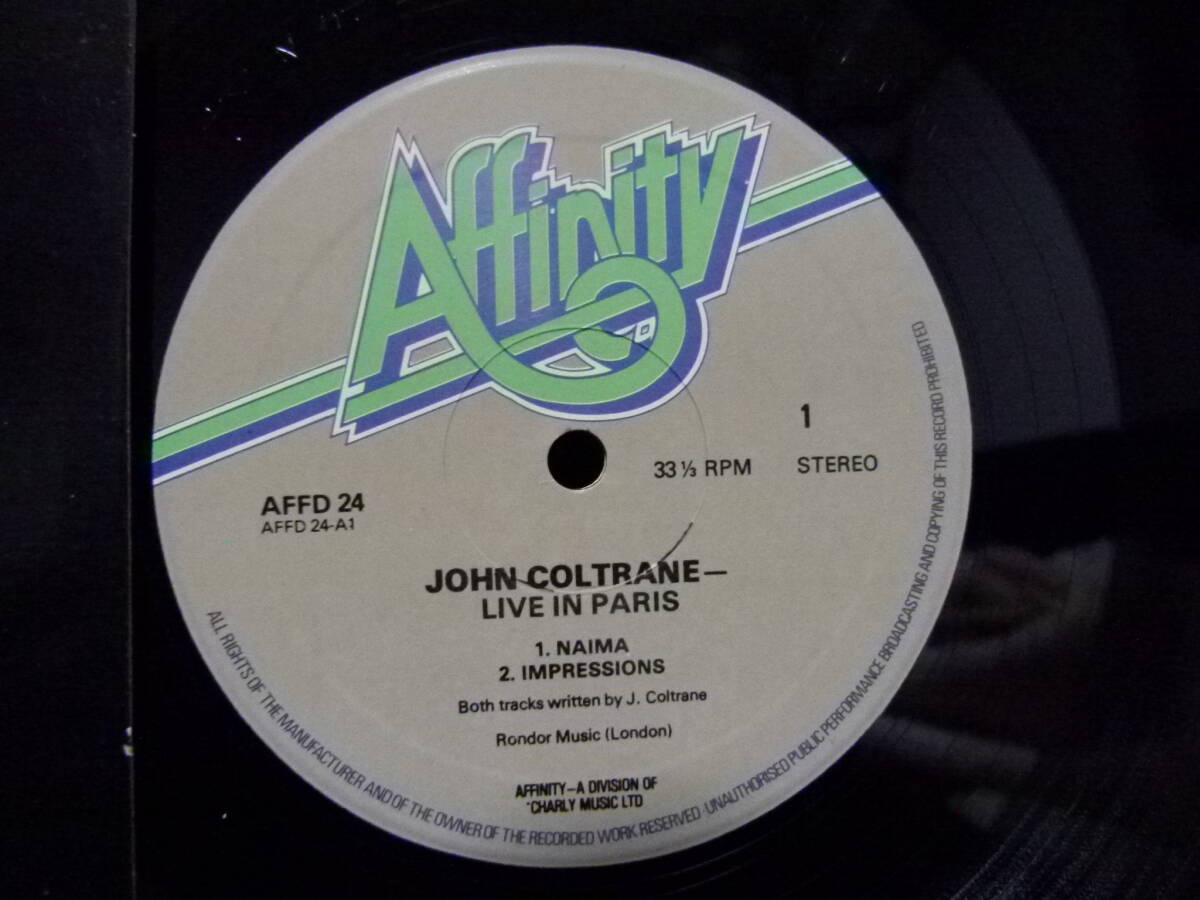 Affinity
1
33 ⅓ RPM STEREO
AFFD 24
AFFD 24-A1
JOHN COLTRANE—
LIVE IN PARIS
1. NAIMA
2. IMPRESSIONS
Both tracks written by J. Coltrane
Rondor Music (London)
AFFINITY—A DIVISION OF
CHARLY MUSIC LTD
ALL RIGHTS OF THE MANUFACTURER AND OF THE OWNER OF THE RECORDED WORK RESERVED·UNAUTHORISED PUBLIC PERFORMANCE BROADCASTING AND COPYING OF THIS RECORD PROHIBITED